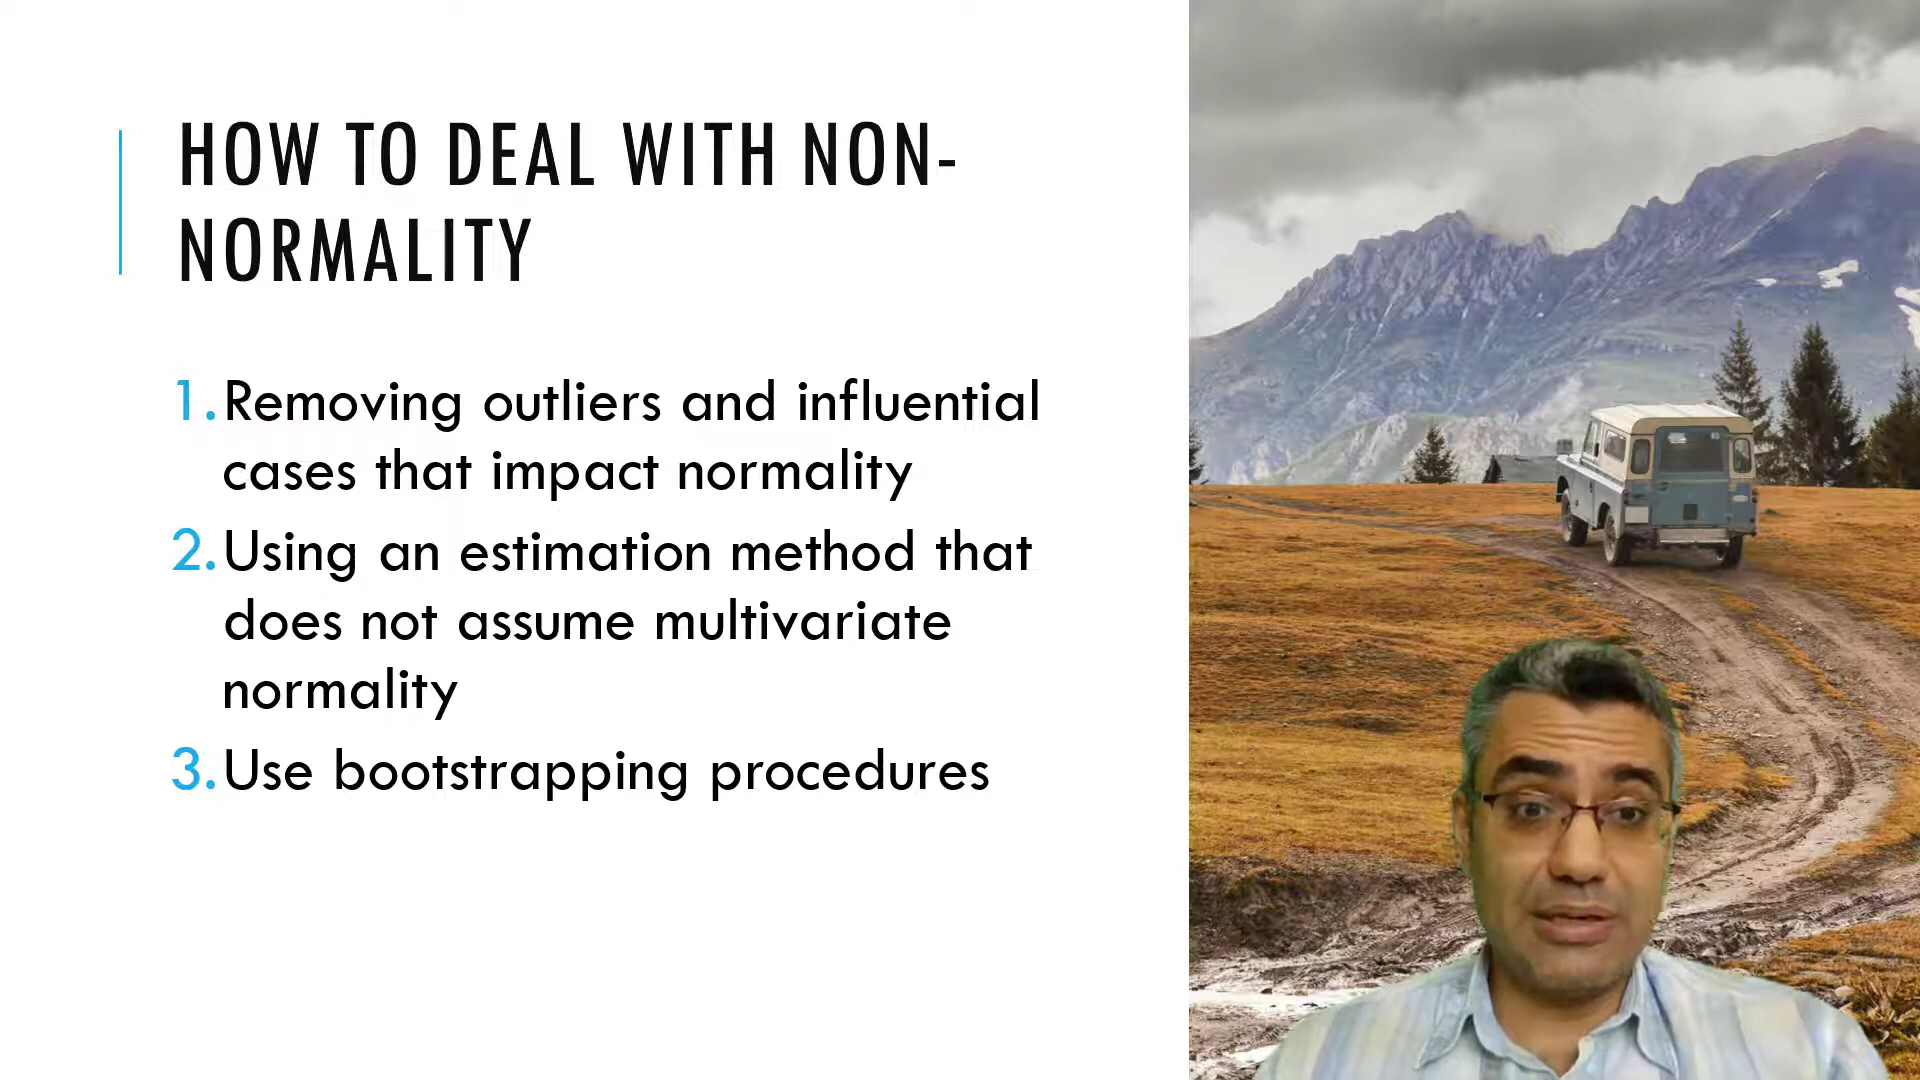 HOW TO DEAL WITH NON-
NORMALITY
1. Removing outliers and influential
cases that impact normality
2. Using an estimation method that
does not assume multivariate
normality
3. Use bootstrapping procedures